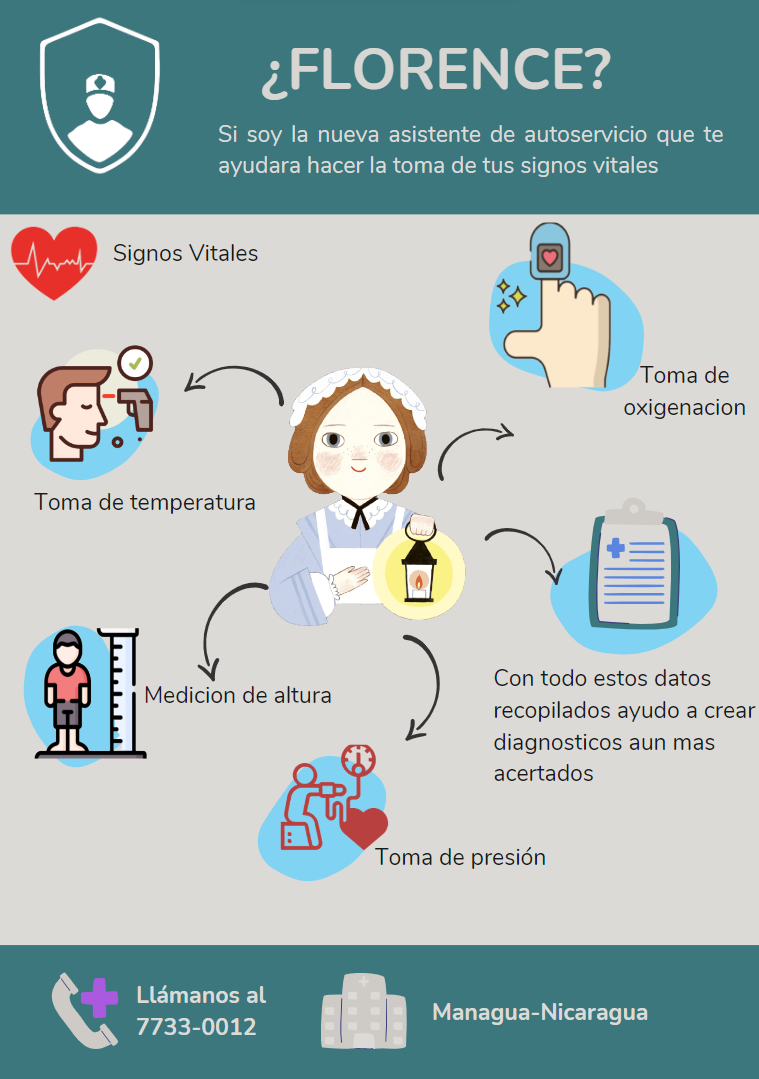 ¿FLORENCE?
Si soy la nueva asistente de autoservicio que te
ayudara hacer la toma de tus signos vitales
Signos Vitales
Toma de
oxigenacion
Toma de temperatura
Medicion de altura
Con todo estos datos
recopilados ayudo a crear
diagnosticos aun mas
acertados
Toma de presión
Llámanos al
7733-0012
Managua-Nicaragua